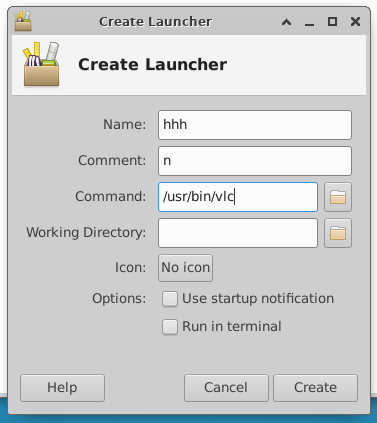 Create Launcher
Create Launcher
Name: hhh
Comment: n
Command: /usr/bin/vlc
Working Directory:
Icon: No icon
Options: Use startup notification
Run in terminal
Help Cancel Create